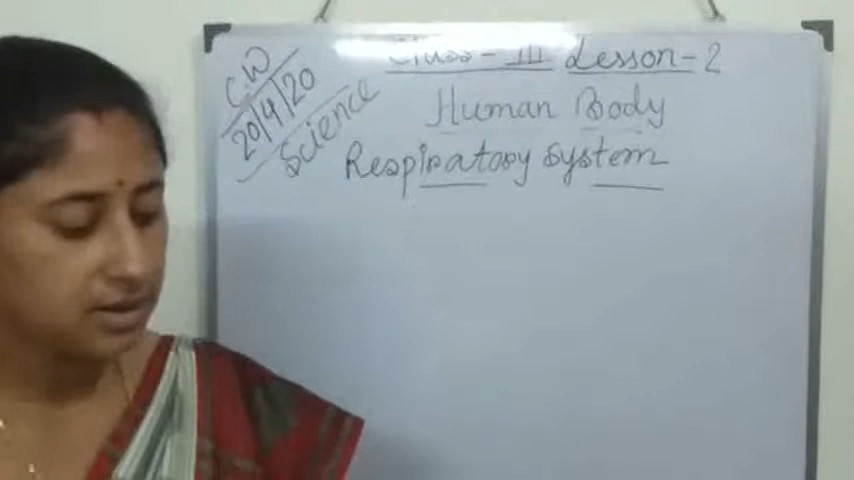 C.W
20/4/20
Science
Class - III Lesson - 2
Human Body
Respiratory System